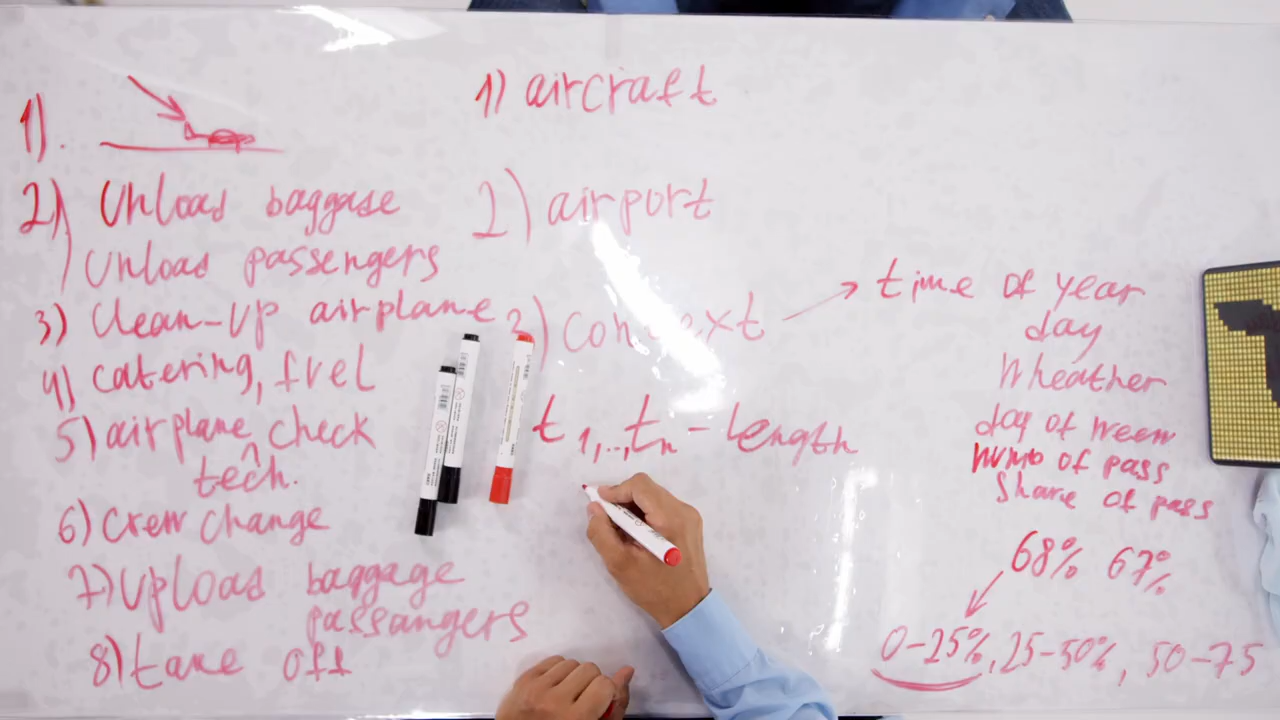 1).
2) Unload baggase
Unload passengers
3) Clean-up airplane
4) catering, fuel
5) airplane check
tech.
6) crew change
7) Upload baggage
passangers
8) take off
1) aircraft
2) airport
3) context
t1,..,tn - length
time of year
day
Wheather
day of week
numb of pass
Share of pass
68% 67%
0-25%, 25-50%, 50-75